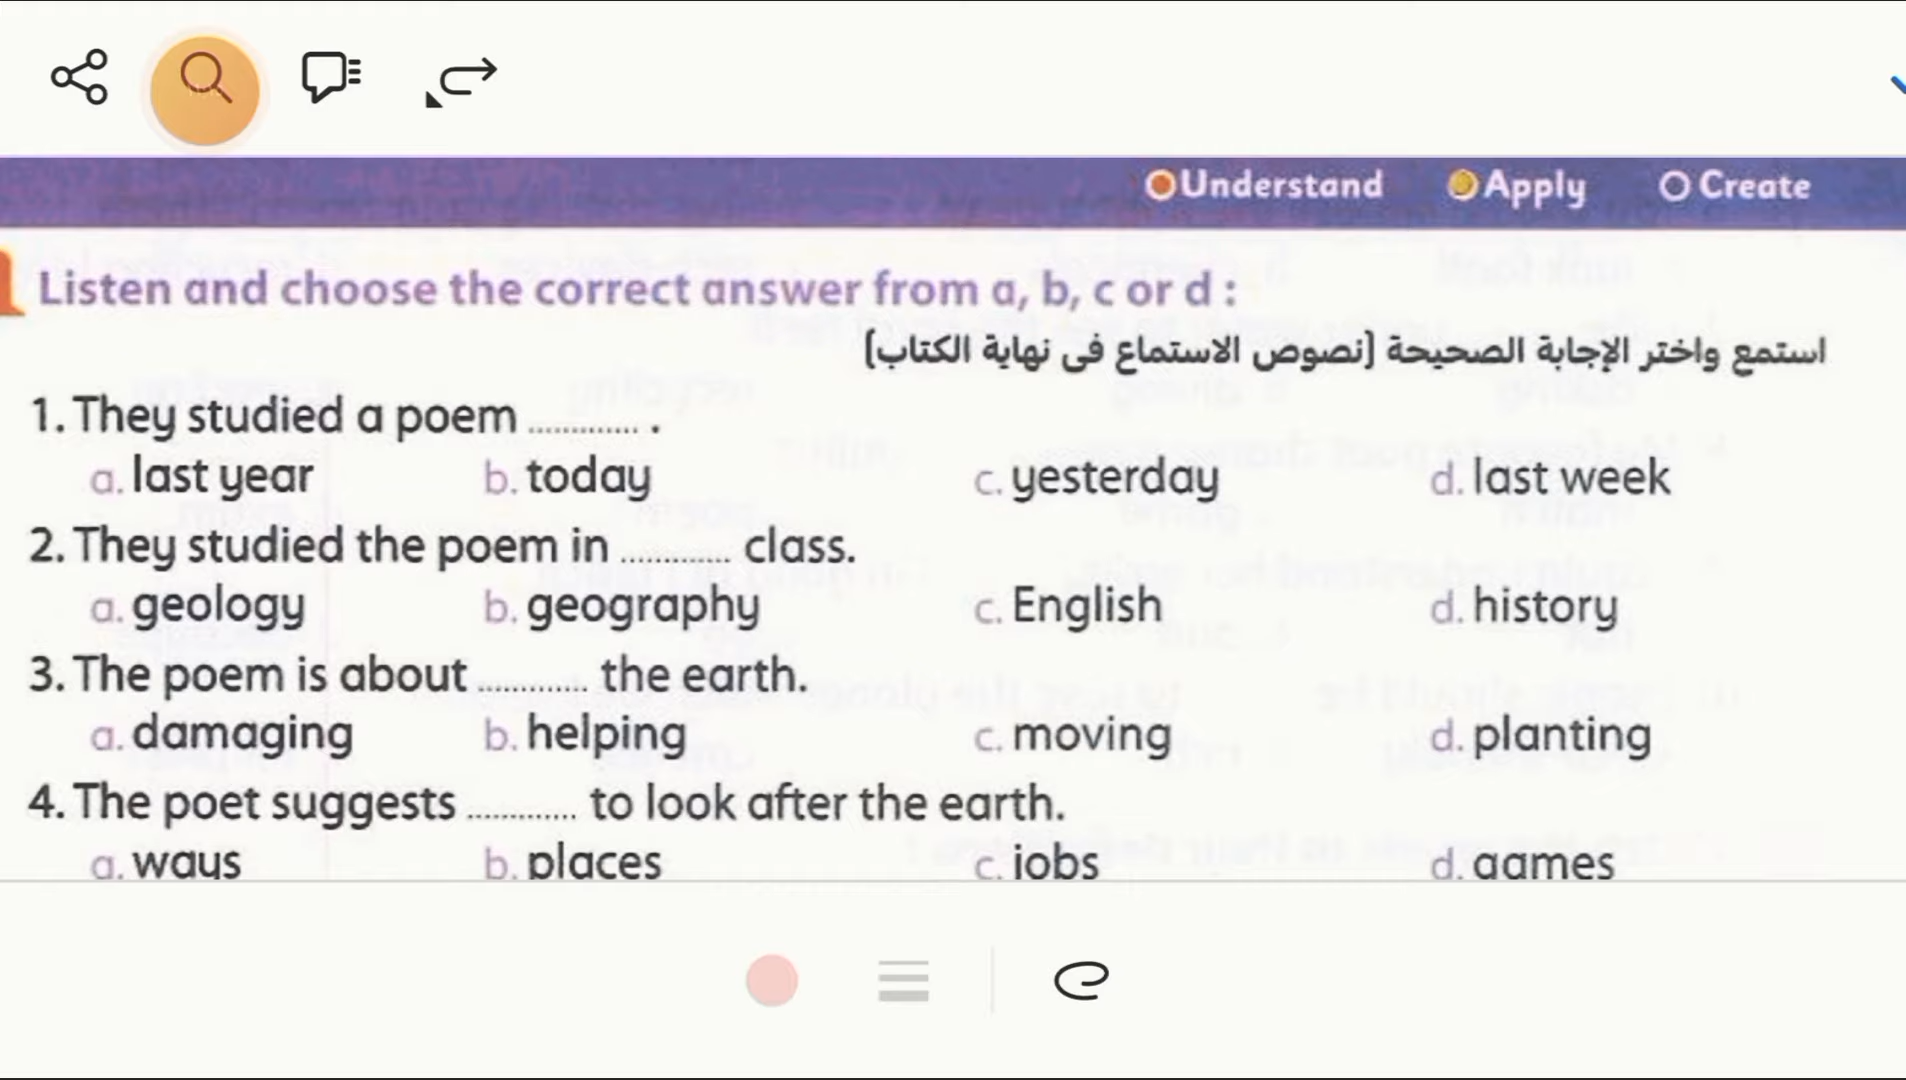 Understand Apply Create
Listen and choose the correct answer from a, b, c or d :
استمع واختر الإجابة الصحيحة [نصوص الاستماع فى نهاية الكتاب]
1. They studied a poem ............. .
a. last year b. today c. yesterday d. last week
2. They studied the poem in ............. class.
a. geology b. geography c. English d. history
3. The poem is about ............. the earth.
a. damaging b. helping c. moving d. planting
4. The poet suggests ............. to look after the earth.
a. ways b. places c. jobs d. games